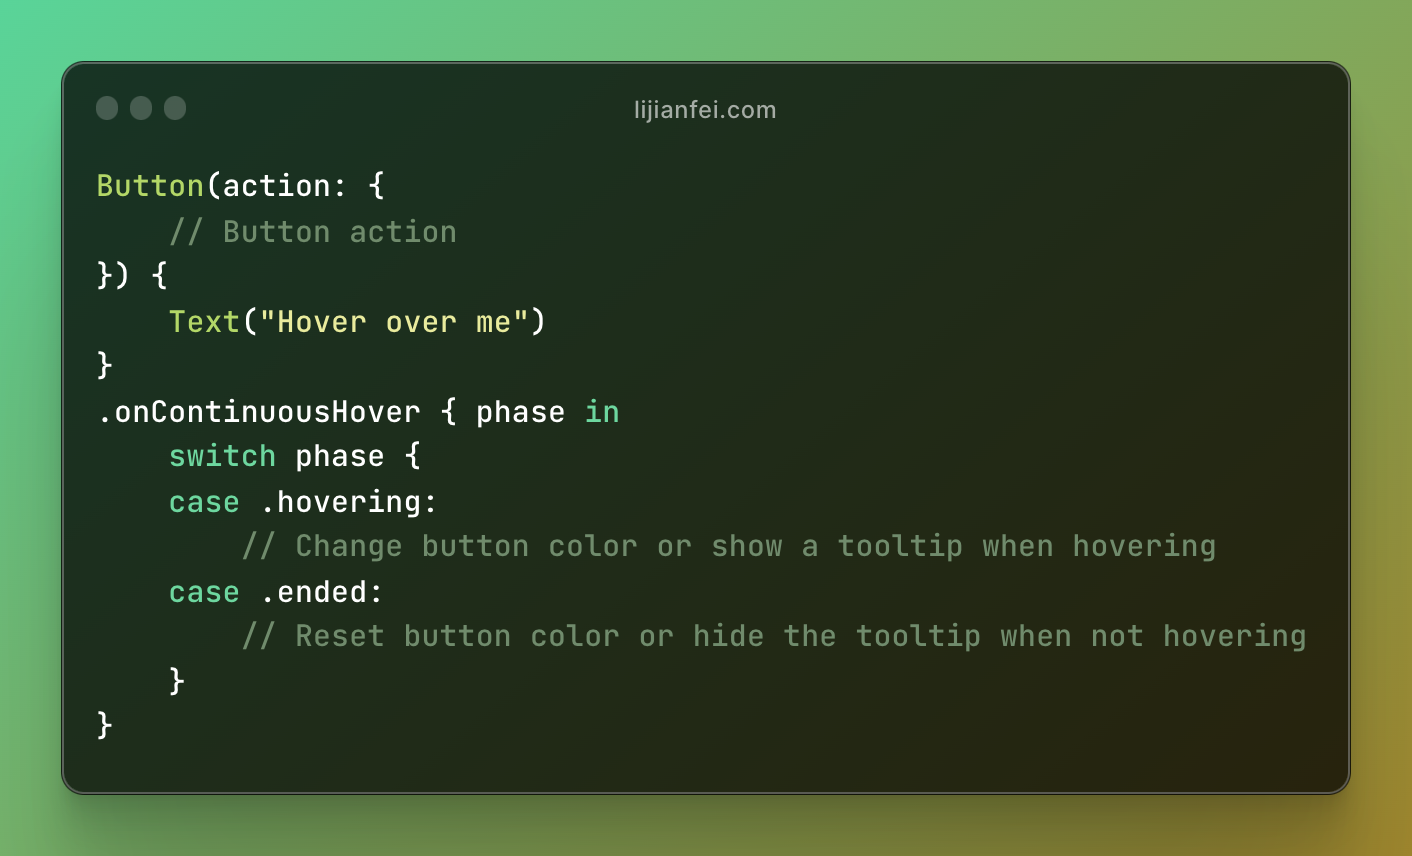 lijianfei.com
Button(action: {
    // Button action
}) {
    Text("Hover over me")
}
.onContinuousHover { phase in
    switch phase {
    case .hovering:
        // Change button color or show a tooltip when hovering
    case .ended:
        // Reset button color or hide the tooltip when not hovering
    }
}